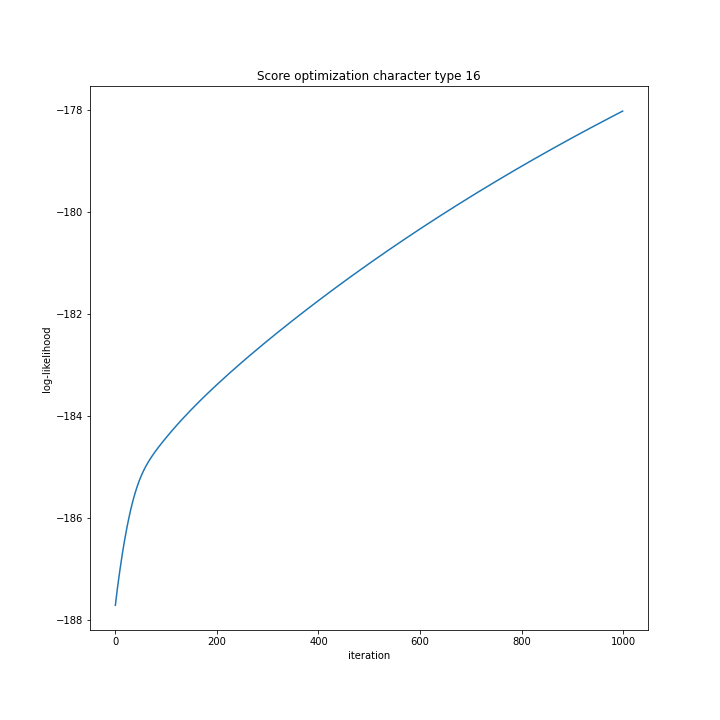 Score optimization character type 16
−178
−180
−182
−184
−186
−188
log-likelihood
0 200 400 600 800 1000
iteration